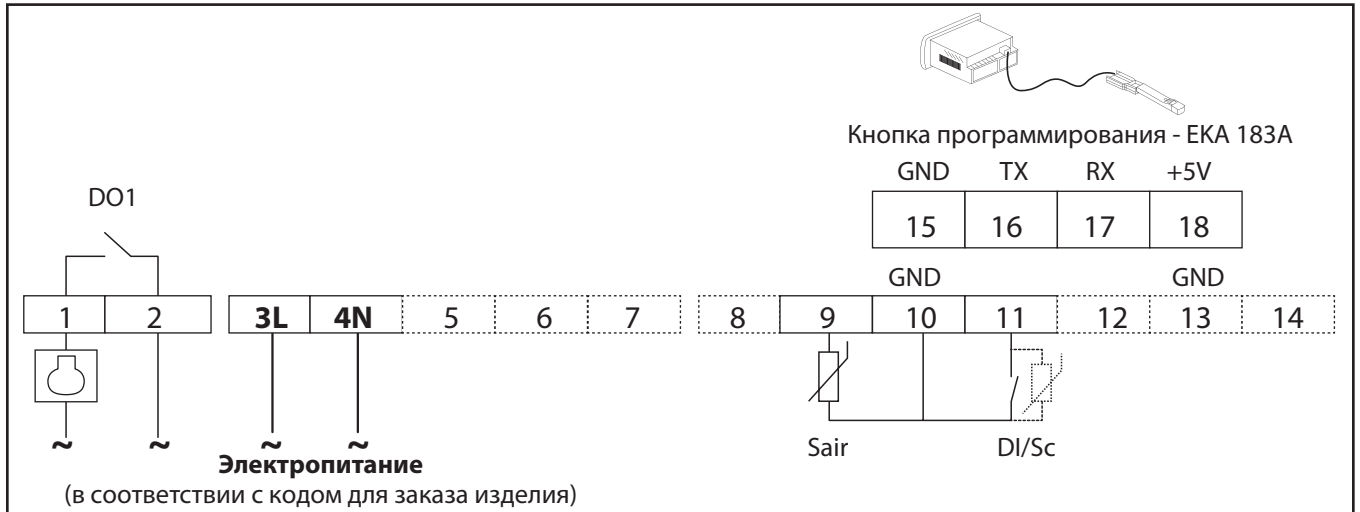 Кнопка программирования - EKA 183A
GND TX RX +5V
15 16 17 18
DO1
GND GND
1 2 3L 4N 5 6 7 8 9 10 11 12 13 14
~ ~ ~ ~
Sair DI/Sc
Электропитание
(в соответствии с кодом для заказа изделия)